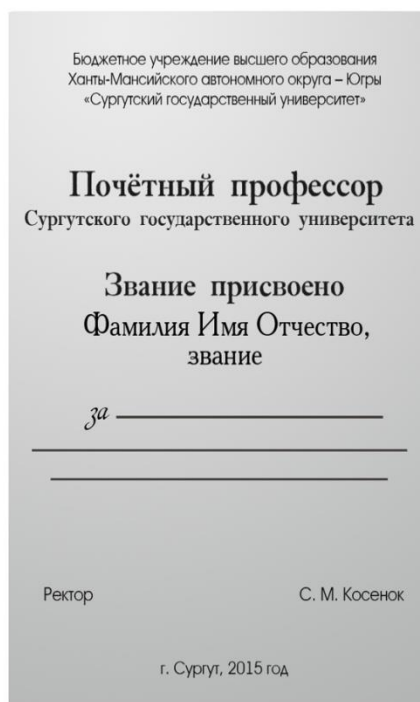 Бюджетное учреждение высшего образования
Ханты-Мансийского автономного округа – Югры
«Сургутский государственный университет»
Почётный профессор
Сургутского государственного университета
Звание присвоено
Фамилия Имя Отчество,
звание
за
Ректор С. М. Косенок
г. Сургут, 2015 год